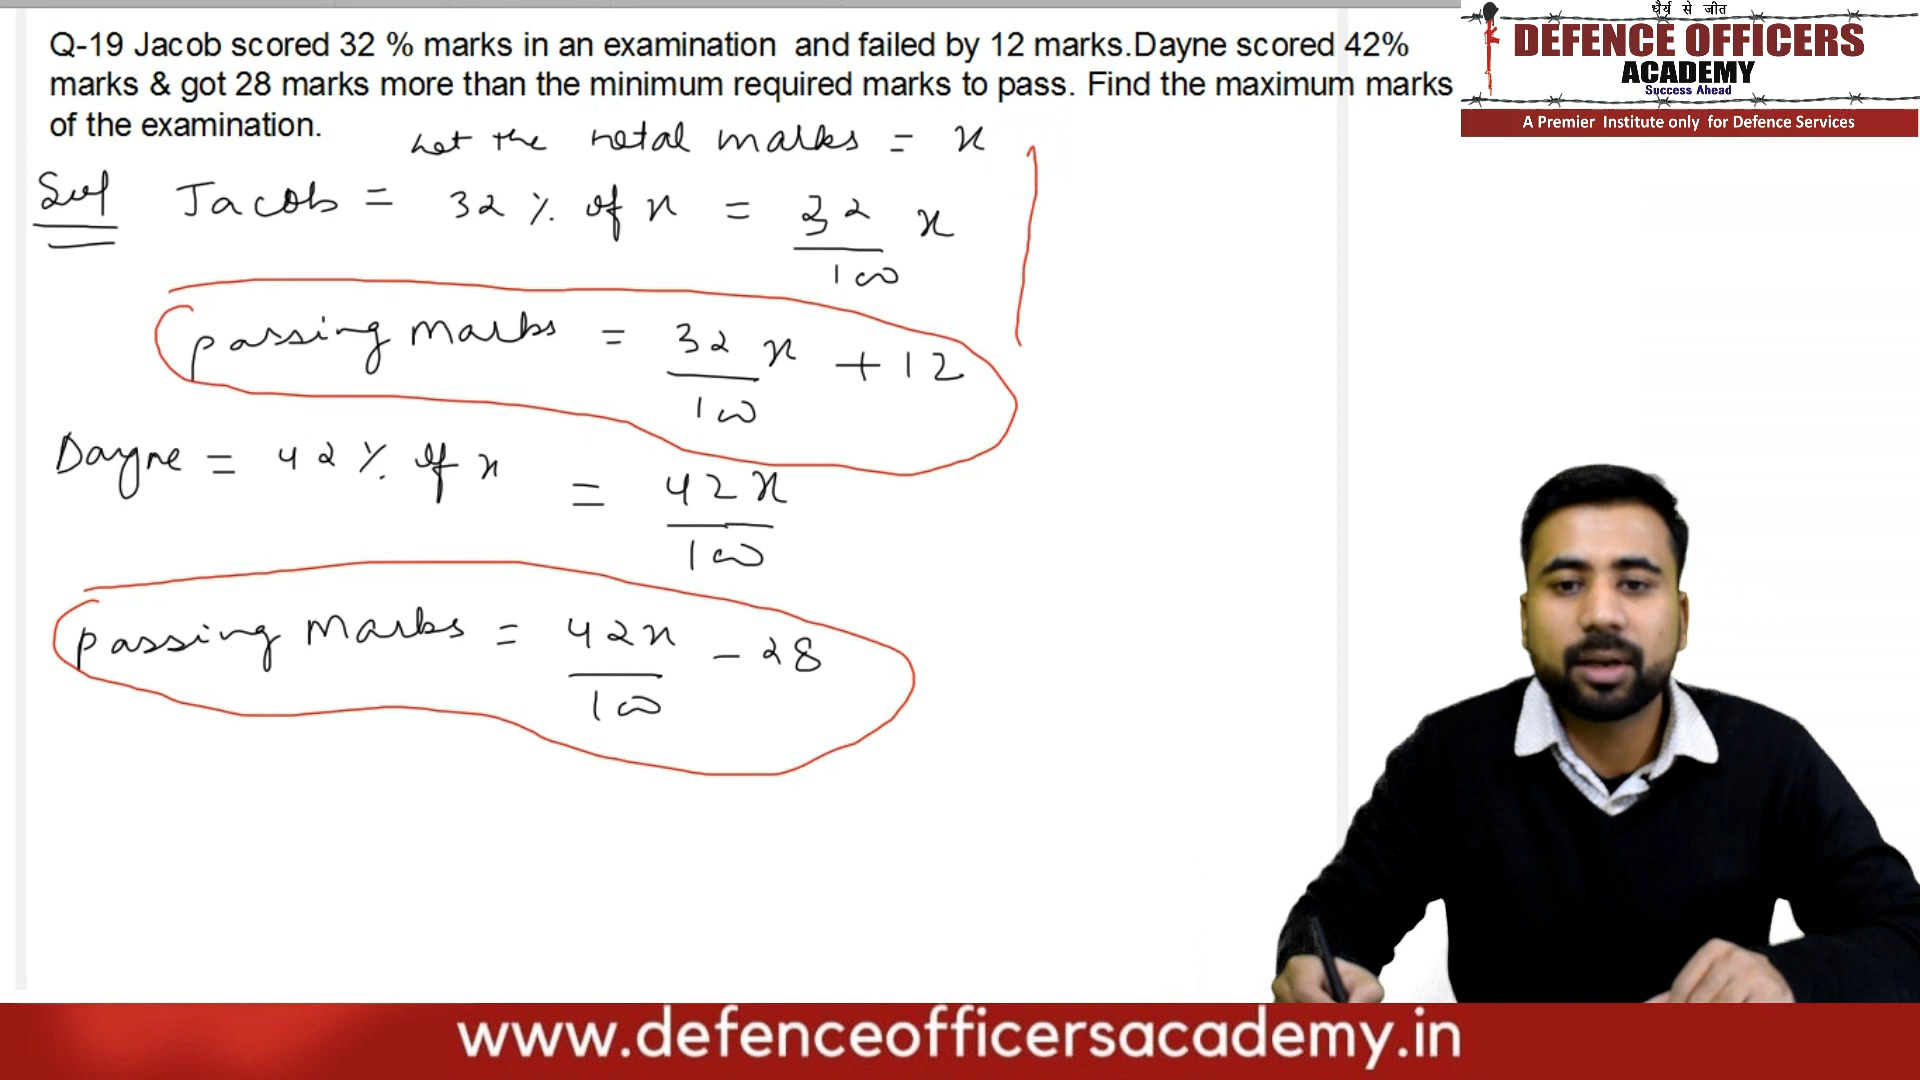 Q-19 Jacob scored 32 % marks in an examination and failed by 12 marks.Dayne scored 42%
marks & got 28 marks more than the minimum required marks to pass. Find the maximum marks
of the examination.
धैर्य से जीत
DEFENCE OFFICERS
ACADEMY
Success Ahead
A Premier Institute only for Defence Services
Let the total marks = x
Sol Jacob = 32 % of x = 32/100 x
passing marks = 32/100 x + 12
Dayne = 42 % of x = 42x/100
passing marks = 42x/100 - 28
www.defenceofficersacademy.in